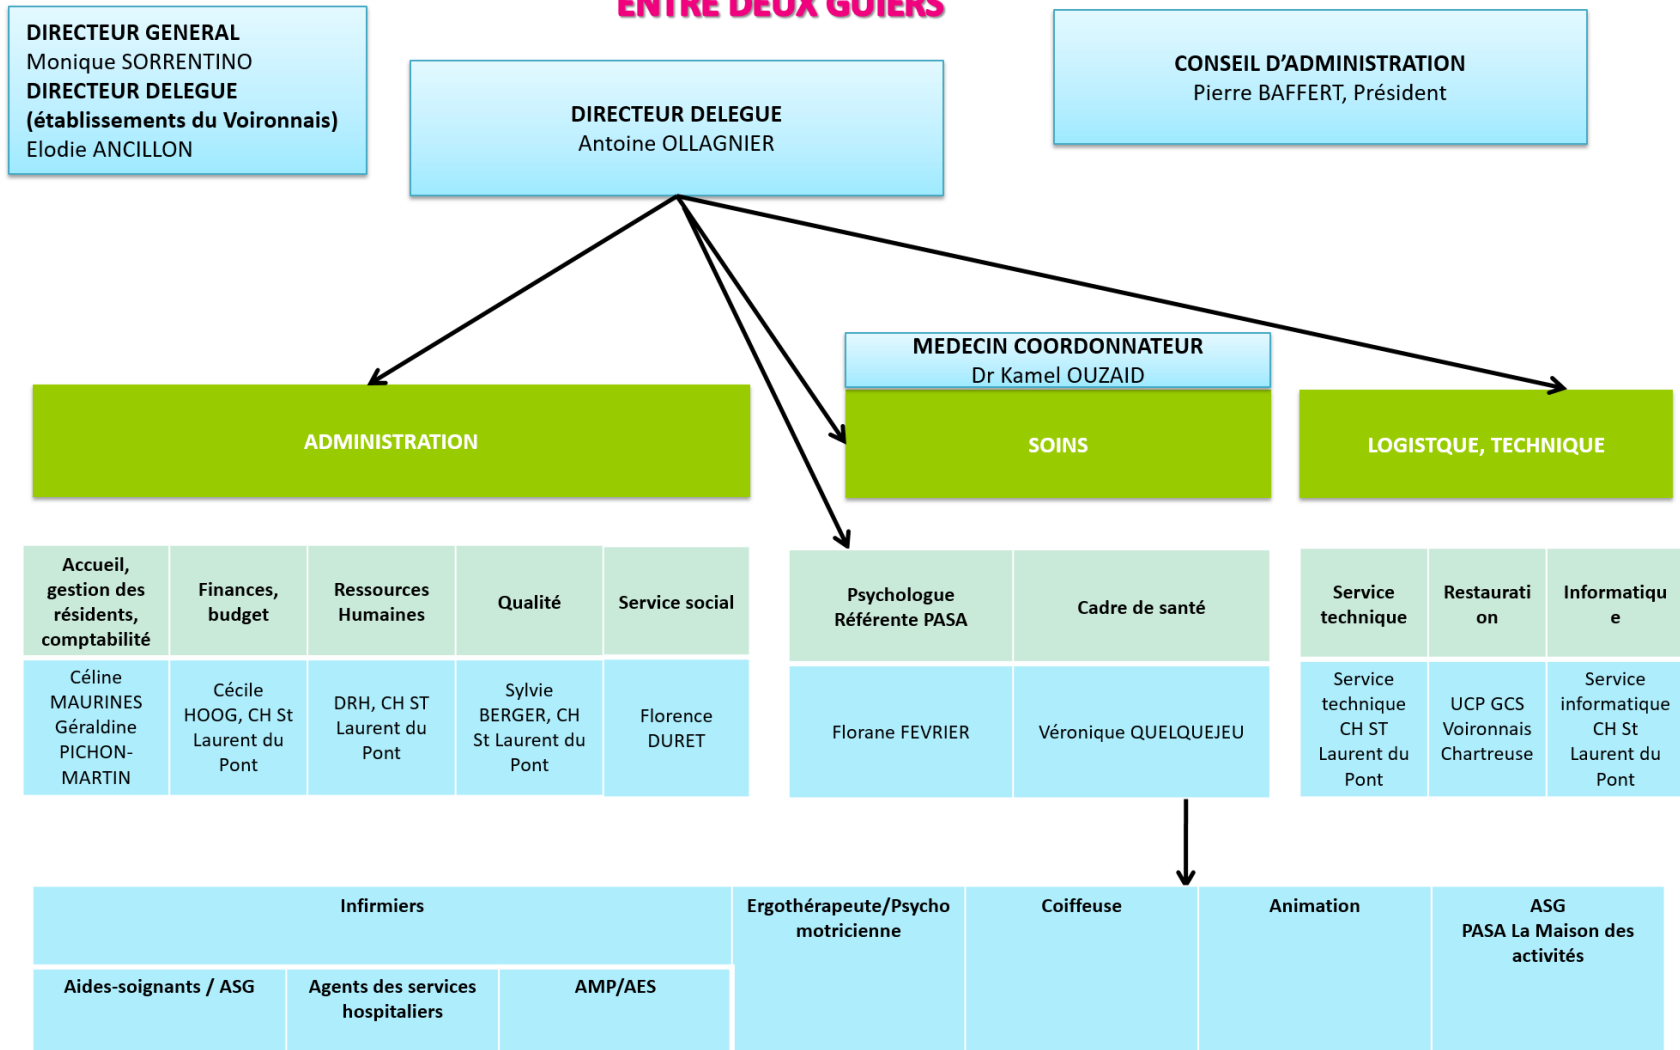 ENTRE DEUX GUIERS
DIRECTEUR GENERAL
Monique SORRENTINO
DIRECTEUR DELEGUE
(établissements du Voironnais)
Elodie ANCILLON
DIRECTEUR DELEGUE
Antoine OLLAGNIER
CONSEIL D’ADMINISTRATION
Pierre BAFFERT, Président
MEDECIN COORDONNATEUR
Dr Kamel OUZAID
ADMINISTRATION
SOINS
LOGISTQUE, TECHNIQUE
Accueil,
gestion des
résidents,
comptabilité
Finances,
budget
Ressources
Humaines
Qualité
Service social
Psychologue
Référente PASA
Cadre de santé
Service
technique
Restaurati
on
Informatiqu
e
Céline
MAURINES
Géraldine
PICHON-
MARTIN
Cécile
HOOG, CH St
Laurent du
Pont
DRH, CH ST
Laurent du
Pont
Sylvie
BERGER, CH
St Laurent du
Pont
Florence
DURET
Florane FEVRIER
Véronique QUELQUEJEU
Service
technique
CH ST
Laurent du
Pont
UCP GCS
Voironnais
Chartreuse
Service
informatique
CH St
Laurent du
Pont
Infirmiers
Ergothérapeute/Psycho
motricienne
Coiffeuse
Animation
ASG
PASA La Maison des
activités
Aides-soignants / ASG
Agents des services
hospitaliers
AMP/AES